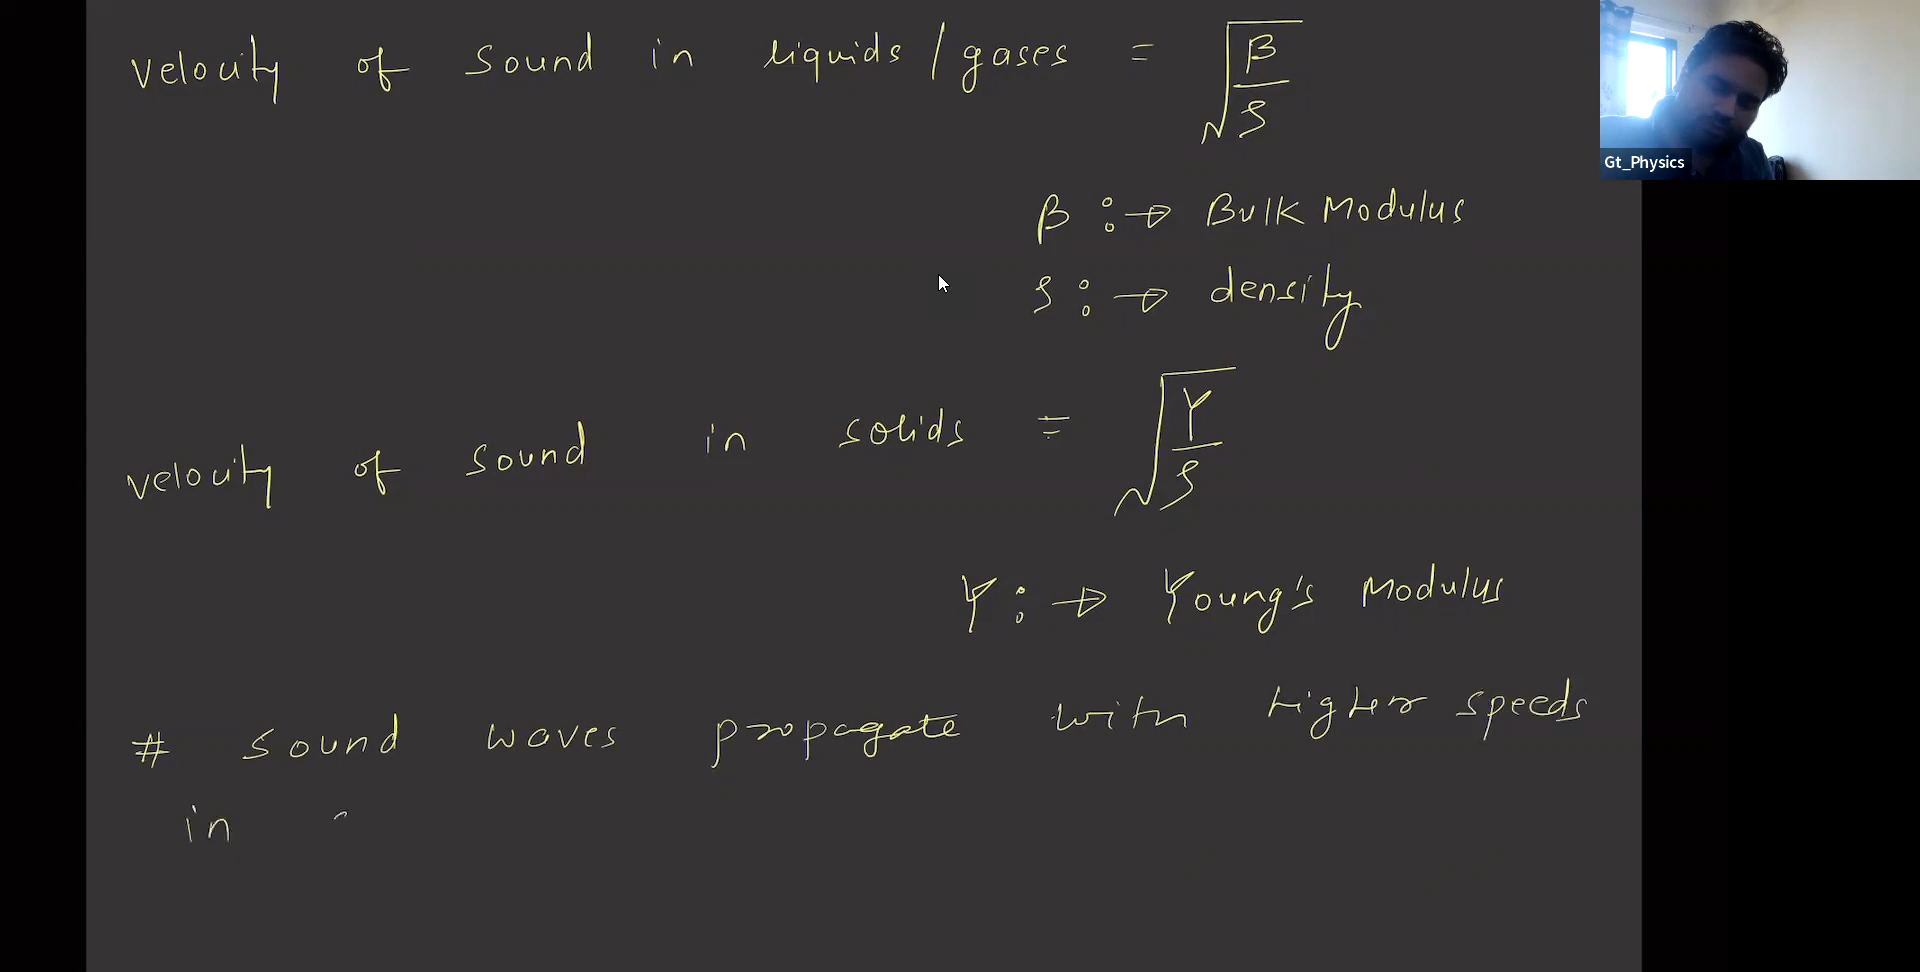 velocity of sound in liquids/gases = √(β/ρ)
Gt_Physics
β :→ Bulk Modulus
ρ :→ density
velocity of sound in solids = √(Y/ρ)
Y :→ Young's Modulus
# sound waves propagate with higher speeds
in